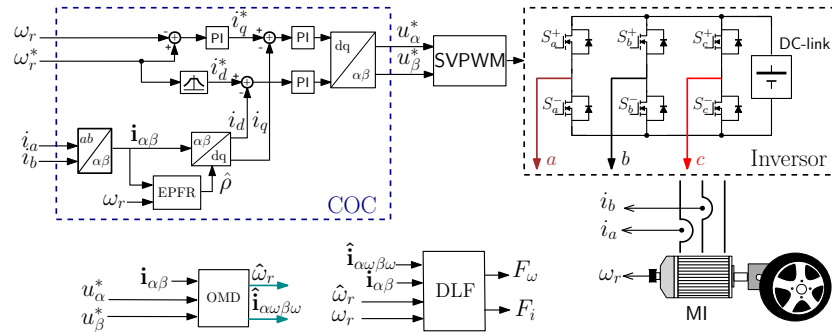 ω_r
ω_r^*
- + PI
i_q^*
+ - PI
dq
αβ
u_α^*
u_β^*
SVPWM
S_a^+ S_b^+ S_c^+
DC-link
S_a^- S_b^- S_c^-
a b c
Inversor
i_d^*
+ - PI
i_d i_q
i_a
i_b
ab
αβ
i_αβ
αβ
dq
EPFR
ρ̂
ω_r
COC
i_b
i_a
ω_r
MI
i_αβ
u_α^*
u_β^*
OMD
ω̂_r
î_αωβω
î_αωβω
i_αβ
ω̂_r
ω_r
DLF
F_ω
F_i